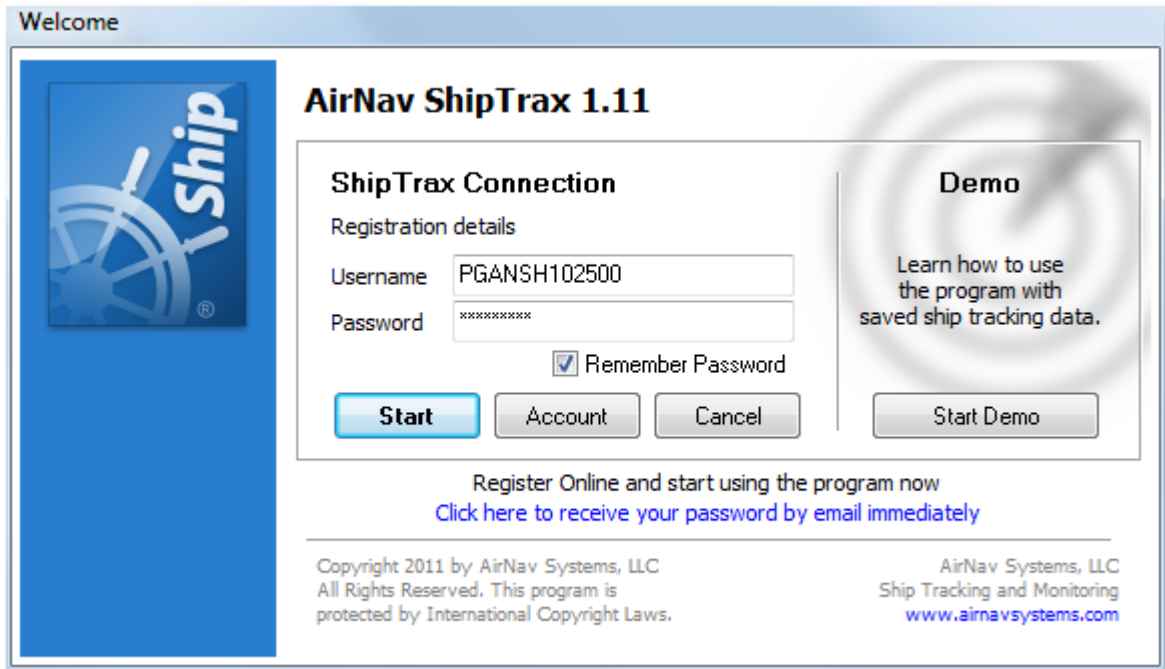 Welcome
Ship
®
AirNav ShipTrax 1.11
ShipTrax Connection
Registration details
Username PGANSH102500
Password *********
Remember Password
Start Account Cancel
Demo
Learn how to use
the program with
saved ship tracking data.
Start Demo
Register Online and start using the program now
Click here to receive your password by email immediately
Copyright 2011 by AirNav Systems, LLC
All Rights Reserved. This program is
protected by International Copyright Laws.
AirNav Systems, LLC
Ship Tracking and Monitoring
www.airnavsystems.com